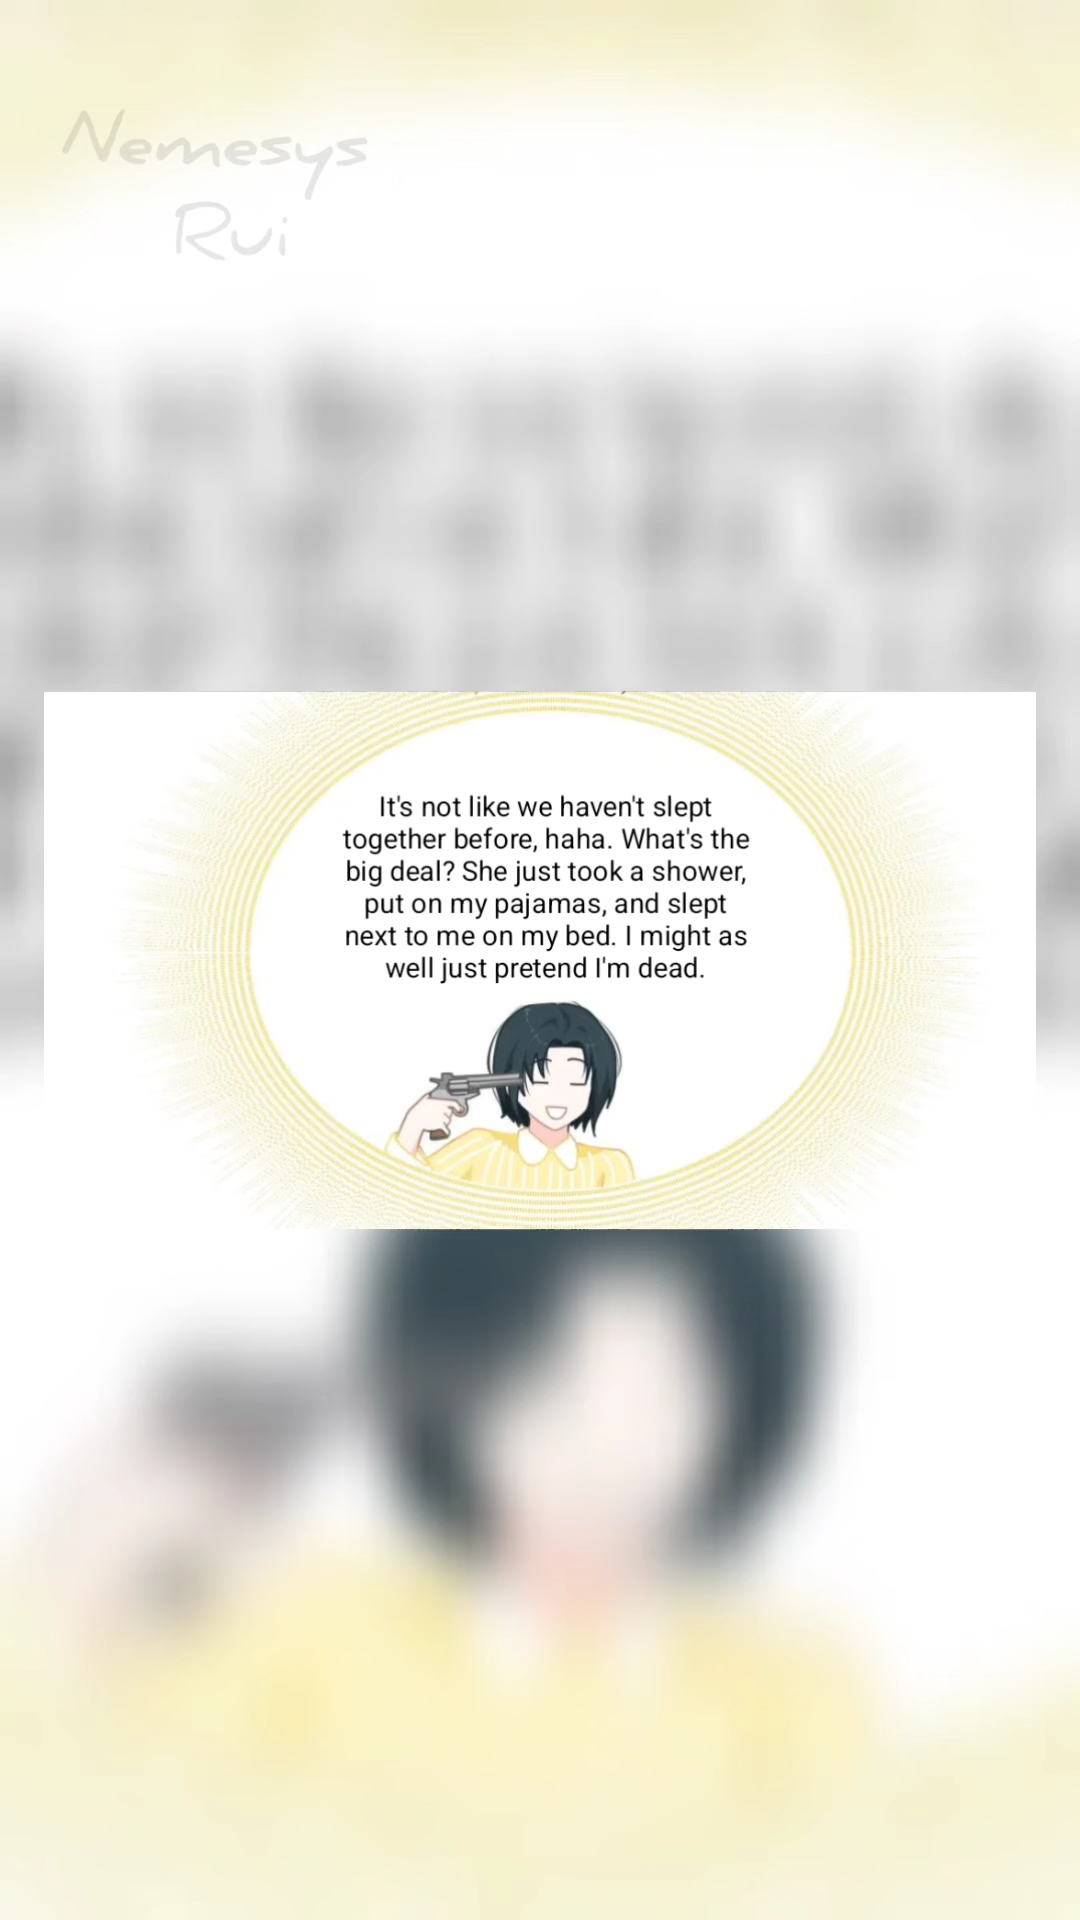 Nemesys
Rui
It's not like we haven't slept
together before, haha. What's the
big deal? She just took a shower,
put on my pajamas, and slept
next to me on my bed. I might as
well just pretend I'm dead.